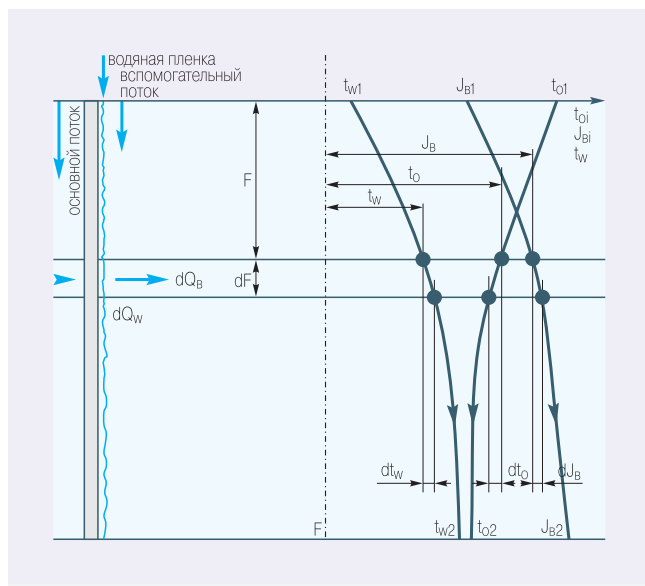 водяная пленка
вспомогательный
поток
основной поток
tW1
JB1
tO1
tOi
JBi
tW
JB
tO
tW
F
dQB
dF
dQW
dtW
dtO
dJB
F
tW2
tO2
JB2